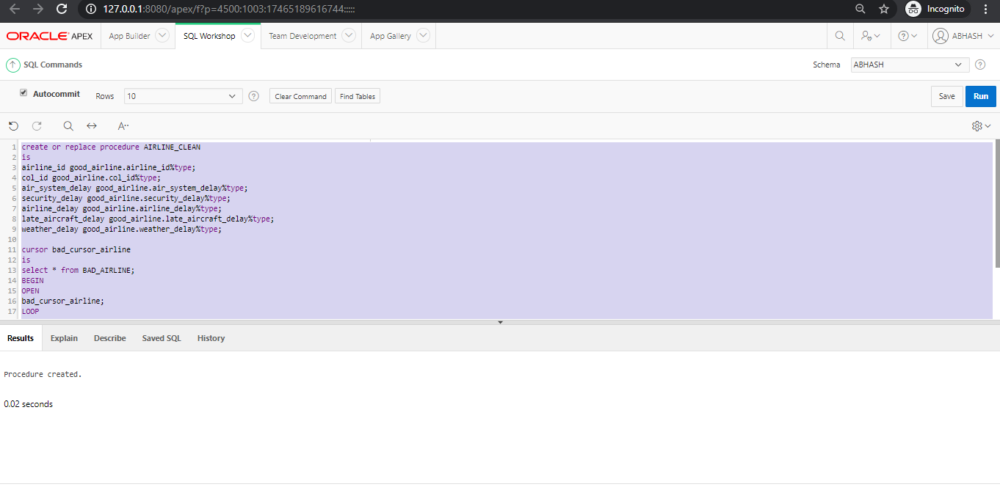 127.0.0.1:8080/apex/f?p=4500:1003:17465189616744:::::
Incognito
ORACLE APEX App Builder SQL Workshop Team Development App Gallery ABHASH
SQL Commands Schema ABHASH
Autocommit Rows 10 Clear Command Find Tables Save Run
A··
1 create or replace procedure AIRLINE_CLEAN
2 is
3 airline_id good_airline.airline_id%type;
4 col_id good_airline.col_id%type;
5 air_system_delay good_airline.air_system_delay%type;
6 security_delay good_airline.security_delay%type;
7 airline_delay good_airline.airline_delay%type;
8 late_aircraft_delay good_airline.late_aircraft_delay%type;
9 weather_delay good_airline.weather_delay%type;
10
11 cursor bad_cursor_airline
12 is
13 select * from BAD_AIRLINE;
14 BEGIN
15 OPEN
16 bad_cursor_airline;
17 LOOP
Results Explain Describe Saved SQL History
Procedure created.
0.02 seconds